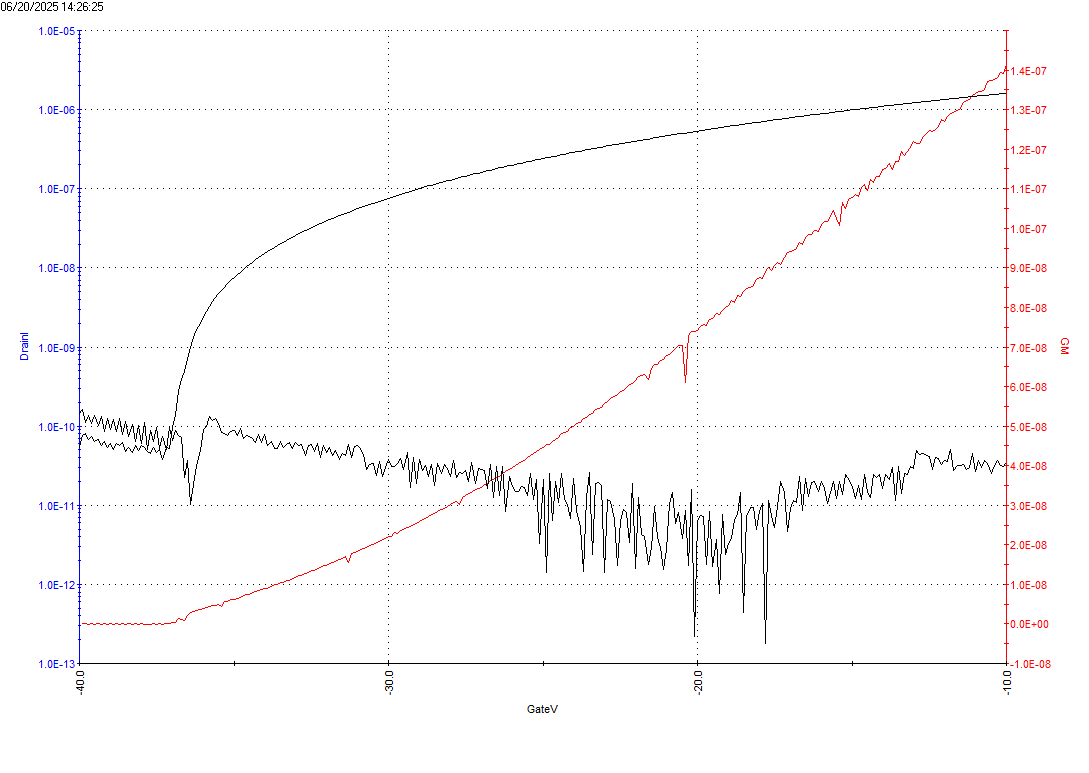 06/20/2025 14:26:25
1.0E-05
1.0E-06
1.0E-07
1.0E-08
1.0E-09
1.0E-10
1.0E-11
1.0E-12
1.0E-13
DrainI
1.4E-07
1.3E-07
1.2E-07
1.1E-07
1.0E-07
9.0E-08
8.0E-08
7.0E-08
6.0E-08
5.0E-08
4.0E-08
3.0E-08
2.0E-08
1.0E-08
0.0E+00
-1.0E-08
GM
-40.0
-30.0
-20.0
-10.0
GateV